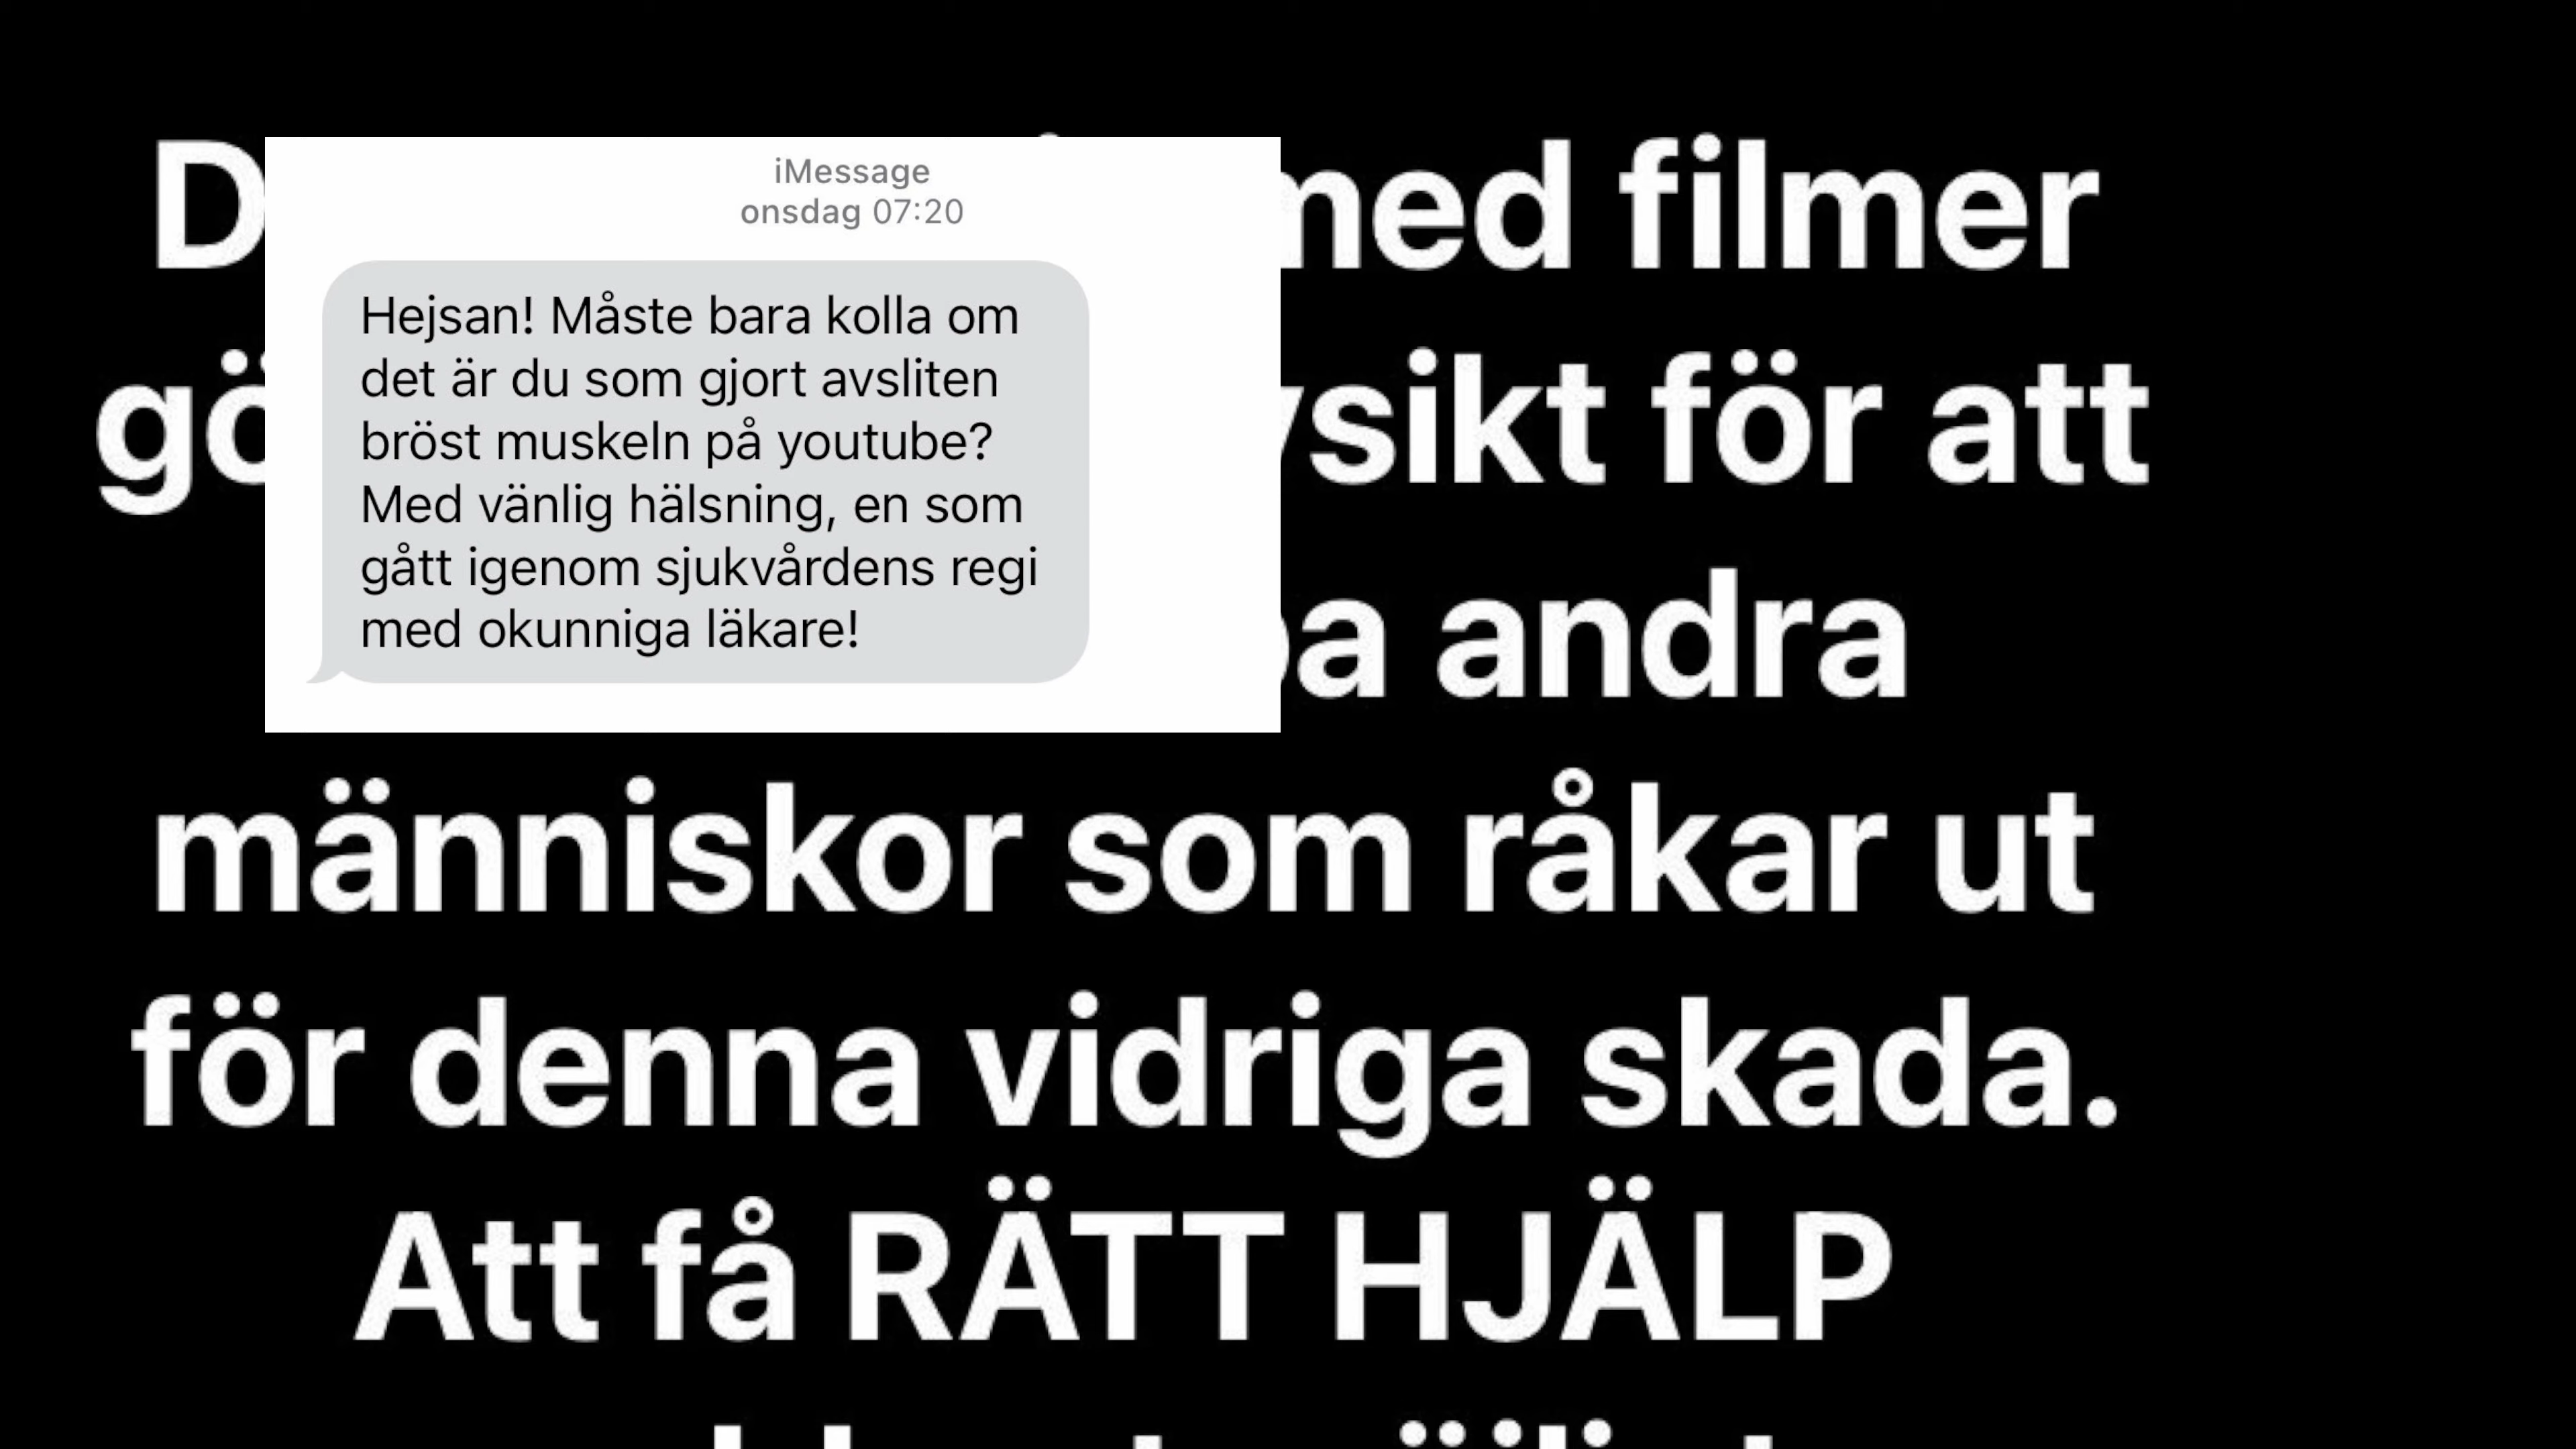 iMessage
onsdag 07:20
Hejsan! Måste bara kolla om
det är du som gjort avsliten
bröst muskeln på youtube?
Med vänlig hälsning, en som
gått igenom sjukvårdens regi
med okunniga läkare!
med filmer
för att
andra
människor som råkar ut
för denna vidriga skada.
Att få RÄTT HJÄLP